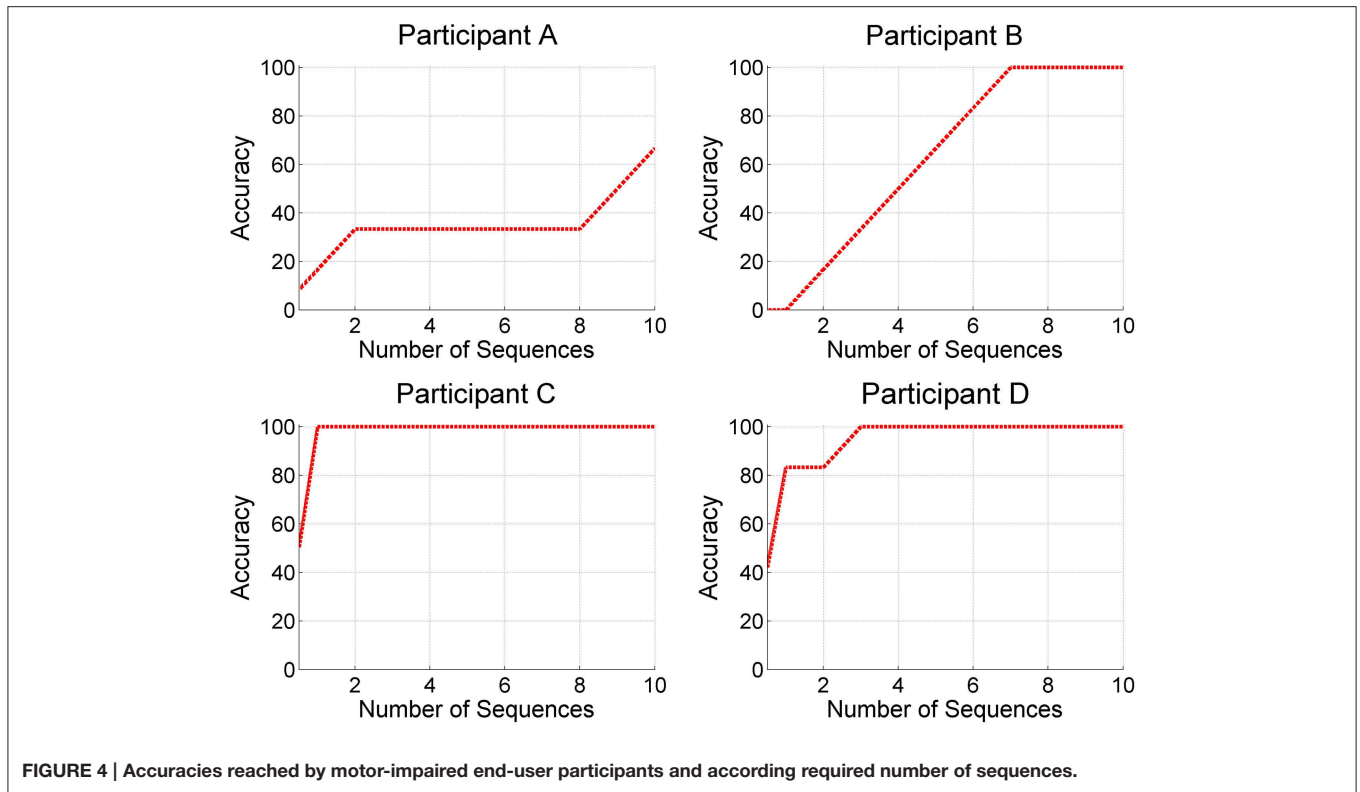 Participant A
100
80
60
40
20
0
Accuracy
2 4 6 8 10
Number of Sequences
Participant B
100
80
60
40
20
0
Accuracy
2 4 6 8 10
Number of Sequences
Participant C
100
80
60
40
20
0
Accuracy
2 4 6 8 10
Number of Sequences
Participant D
100
80
60
40
20
0
Accuracy
2 4 6 8 10
Number of Sequences
FIGURE 4 | Accuracies reached by motor-impaired end-user participants and according required number of sequences.